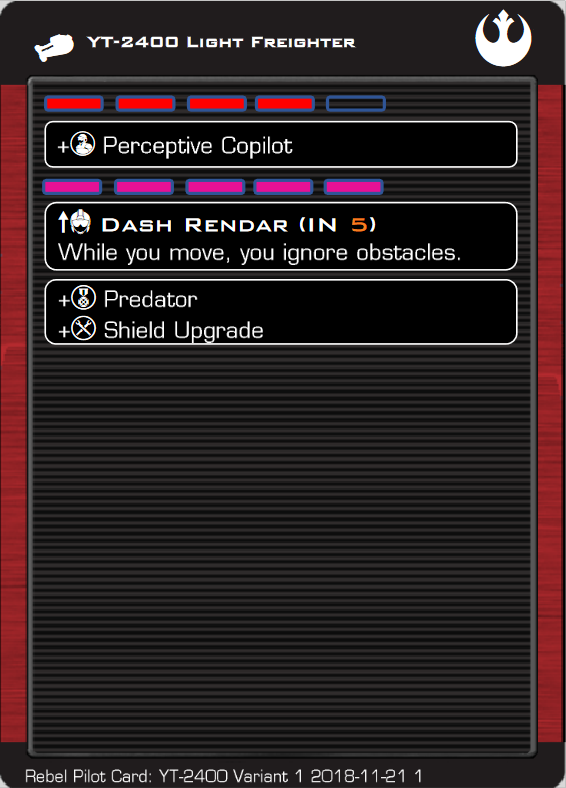 YT-2400 Light Freighter
+ Perceptive Copilot
Dash Rendar (IN 5)
While you move, you ignore obstacles.
+ Predator
+ Shield Upgrade
Rebel Pilot Card: YT-2400 Variant 1 2018-11-21 1